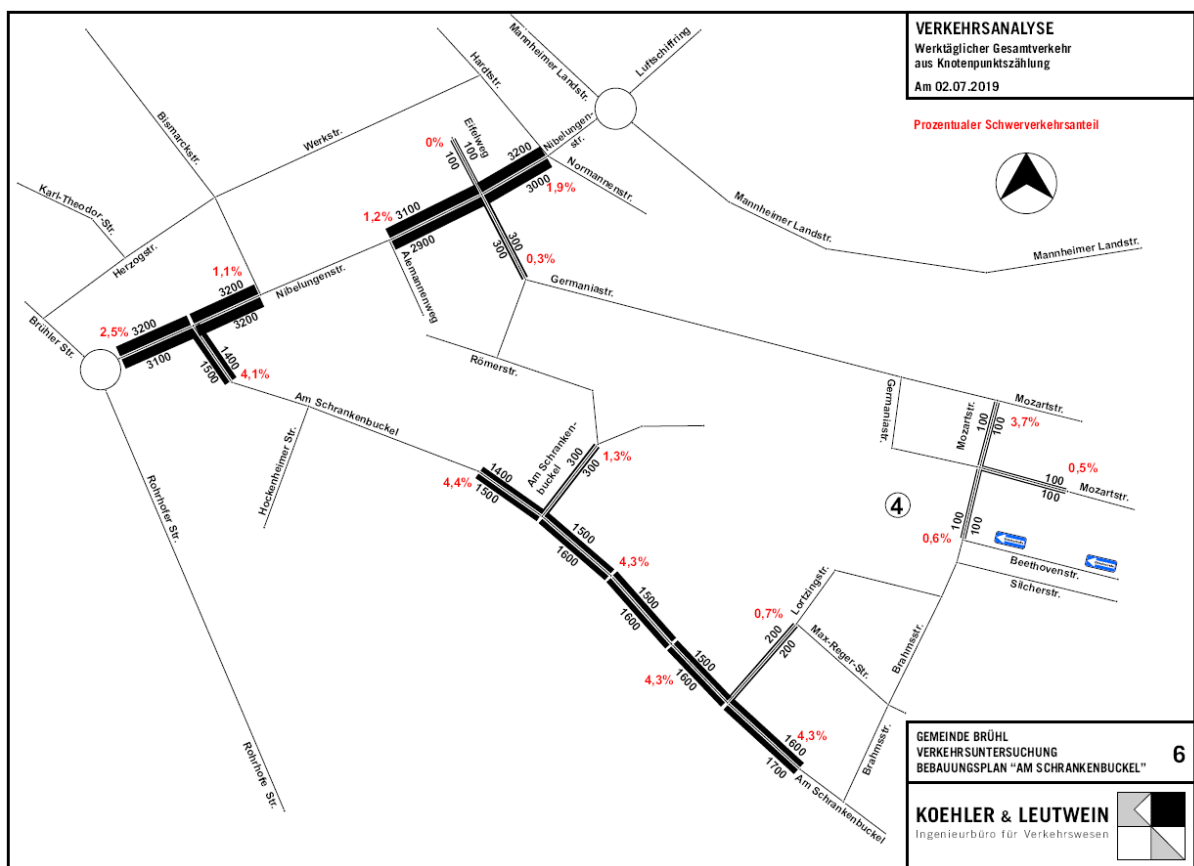 VERKEHRSANALYSE
Werktäglicher Gesamtverkehr
aus Knotenpunktszählung
Am 02.07.2019
Prozentualer Schwerverkehrsanteil
Mannheimer Landstr.
Luftschiffring
Hardtstr.
Bismarckstr.
Werkstr.
Eifelweg
0%
100
100
Nibelungen-
str.
3200
3000
1,9%
Normannenstr.
Karl-Theodor-Str.
Herzogstr.
1,2%
3100
2900
300
300
0,3%
Mannheimer Landstr.
Mannheimer Landstr.
1,1%
3200
3200
Nibelungenstr.
Alemannenweg
Germaniastr.
Brühler Str.
2,5%
3200
3100
1400
1500
4,1%
Römerstr.
Am Schrankenbuckel
Hockenheimer Str.
Germaniastr.
Mozartstr.
Mozartstr.
100
100
3,7%
Am Schranken-
buckel
300
300
1,3%
0,5%
100
100
Mozartstr.
4,4%
1400
1500
Rohrhofer Str.
4
100
100
0,6%
1500
1600
4,3%
Beethovenstr.
Silcherstr.
1500
1600
Lortzingstr.
0,7%
200
200
Max-Reger-Str.
Brahmsstr.
1500
1600
4,3%
Rohrhofe Str.
1600
1700
4,3%
Am Schrankenbuckel
Brahmsstr.
GEMEINDE BRÜHL
VERKEHRSUNTERSUCHUNG
BEBAUUNGSPLAN “AM SCHRANKENBUCKEL”
6
KOEHLER & LEUTWEIN
Ingenieurbüro für Verkehrswesen